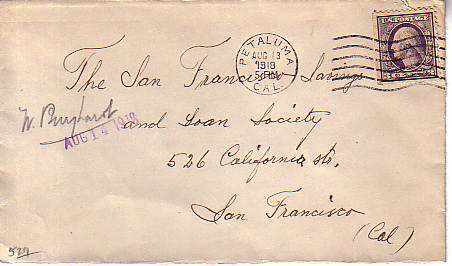 U.S. POSTAGE
PETALUMA
AUG 13
1918
5 PM
CAL.
The San Francisco Savings
and Loan Society
526 California str.
San Francisco
(Cal)
W.
AUG 14 1918
529